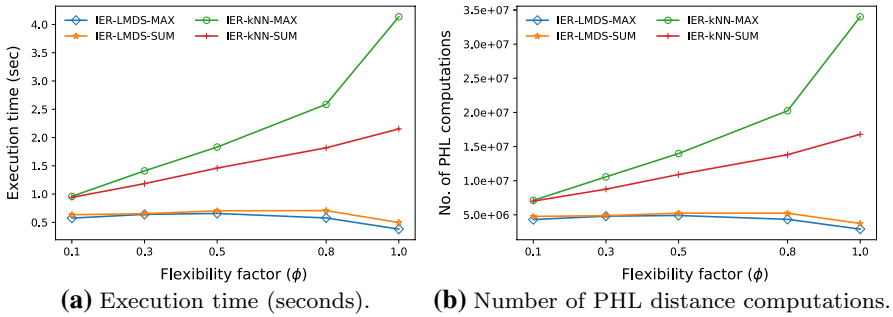 IER-LMDS-MAX
IER-LMDS-SUM
IER-kNN-MAX
IER-kNN-SUM
4.0
3.5
3.0
2.5
2.0
1.5
1.0
0.5
Execution time (sec)
0.1
0.3
0.5
0.8
1.0
Flexibility factor (ϕ)
(a) Execution time (seconds).
IER-LMDS-MAX
IER-LMDS-SUM
IER-kNN-MAX
IER-kNN-SUM
3.5e+07
3.0e+07
2.5e+07
2.0e+07
1.5e+07
1.0e+07
5.0e+06
No. of PHL computations
0.1
0.3
0.5
0.8
1.0
Flexibility factor (ϕ)
(b) Number of PHL distance computations.